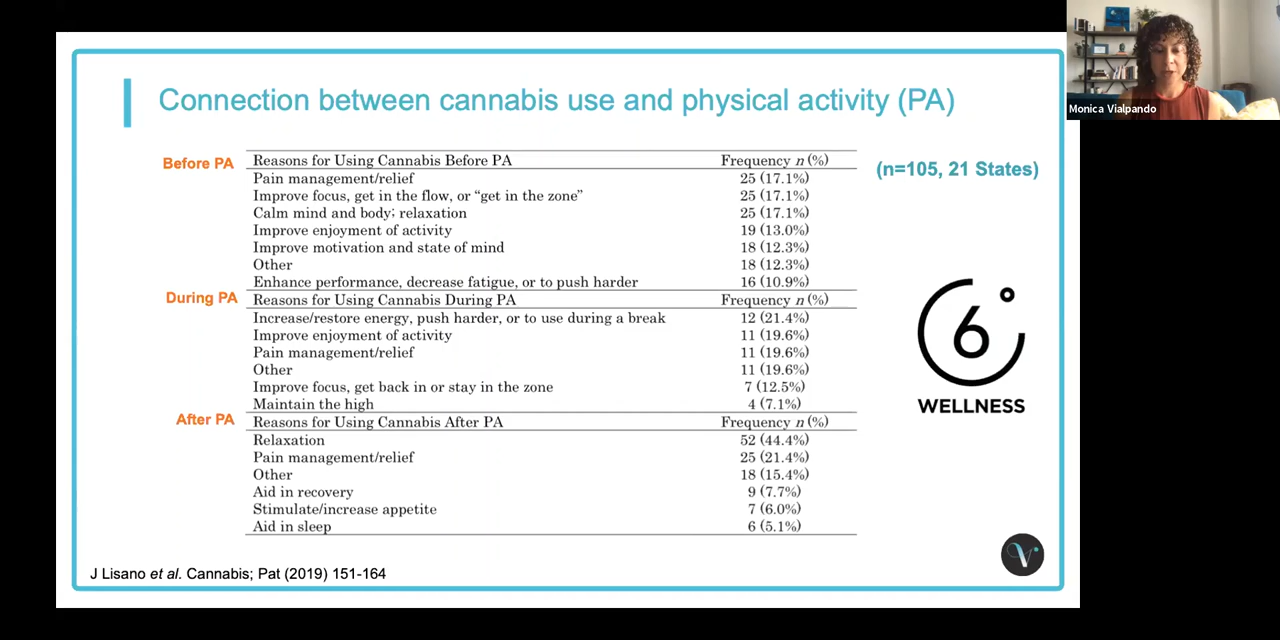 Monica Vialpando
Connection between cannabis use and physical activity (PA)
(n=105, 21 States)
Before PA Reasons for Using Cannabis Before PA Frequency n (%)
Pain management/relief 25 (17.1%)
Improve focus, get in the flow, or “get in the zone” 25 (17.1%)
Calm mind and body; relaxation 25 (17.1%)
Improve enjoyment of activity 19 (13.0%)
Improve motivation and state of mind 18 (12.3%)
Other 18 (12.3%)
Enhance performance, decrease fatigue, or to push harder 16 (10.9%)
During PA Reasons for Using Cannabis During PA Frequency n (%)
Increase/restore energy, push harder, or to use during a break 12 (21.4%)
Improve enjoyment of activity 11 (19.6%)
Pain management/relief 11 (19.6%)
Other 11 (19.6%)
Improve focus, get back in or stay in the zone 7 (12.5%)
Maintain the high 4 (7.1%)
After PA Reasons for Using Cannabis After PA Frequency n (%)
Relaxation 52 (44.4%)
Pain management/relief 25 (21.4%)
Other 18 (15.4%)
Aid in recovery 9 (7.7%)
Stimulate/increase appetite 7 (6.0%)
Aid in sleep 6 (5.1%)
6°
WELLNESS
V
J Lisano et al. Cannabis; Pat (2019) 151-164